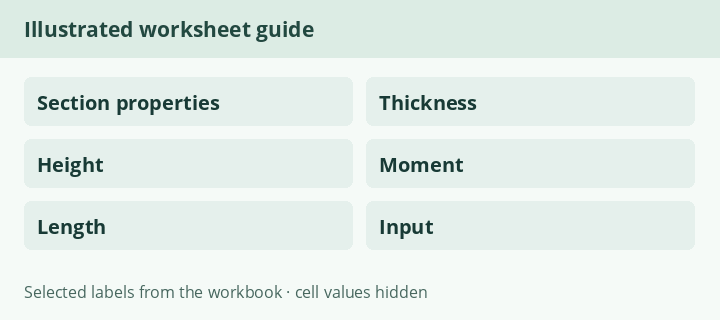 Illustrated worksheet guide
Section properties
Thickness
Height
Moment
Length
Input
Selected labels from the workbook · cell values hidden